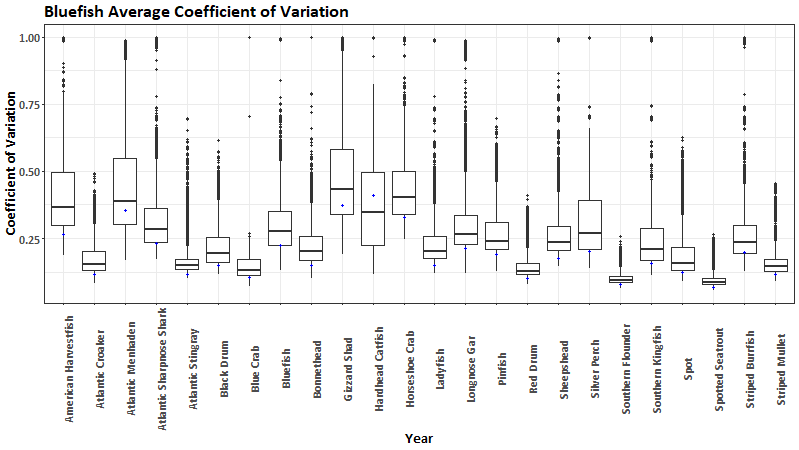 Bluefish Average Coefficient of Variation
Coefficient of Variation
1.00
0.75
0.50
0.25
American Harvestfish
Atlantic Croaker
Atlantic Menhaden
Atlantic Sharpnose Shark
Atlantic Stingray
Black Drum
Blue Crab
Bluefish
Bonnethead
Gizzard Shad
Hardhead Catfish
Horseshoe Crab
Ladyfish
Longnose Gar
Pinfish
Red Drum
Sheepshead
Silver Perch
Southern Flounder
Southern Kingfish
Spot
Spotted Seatrout
Striped Burrfish
Striped Mullet
Year